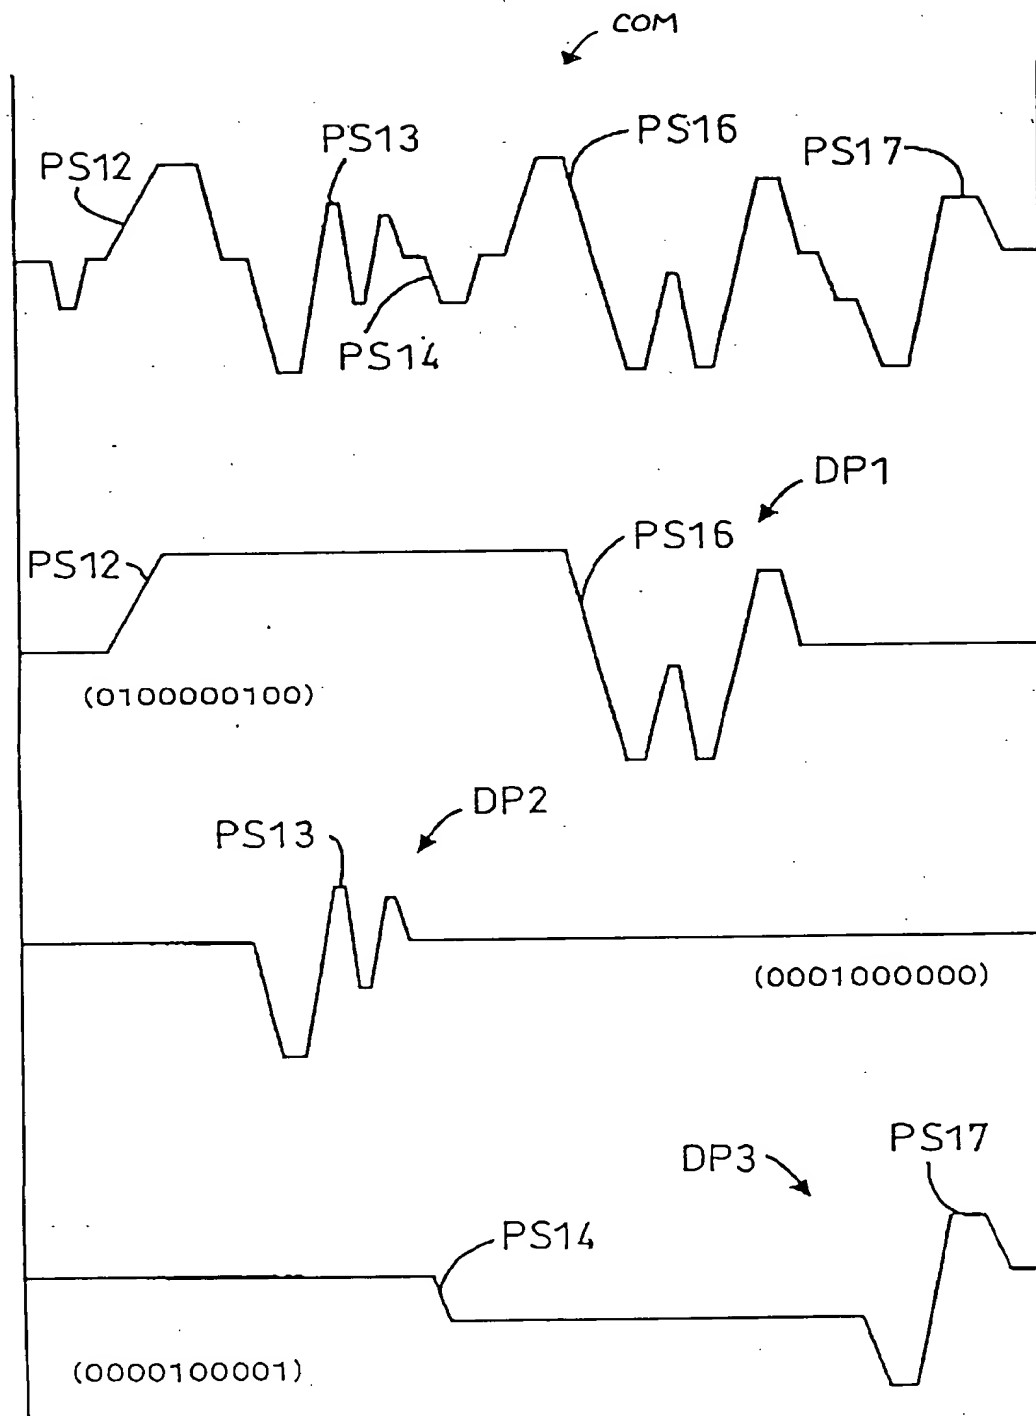 COM
PS12
PS13
PS16
PS17
PS14
DP1
PS12
PS16
(0100000100)
DP2
PS13
(0001000000)
DP3
PS17
PS14
(0000100001)